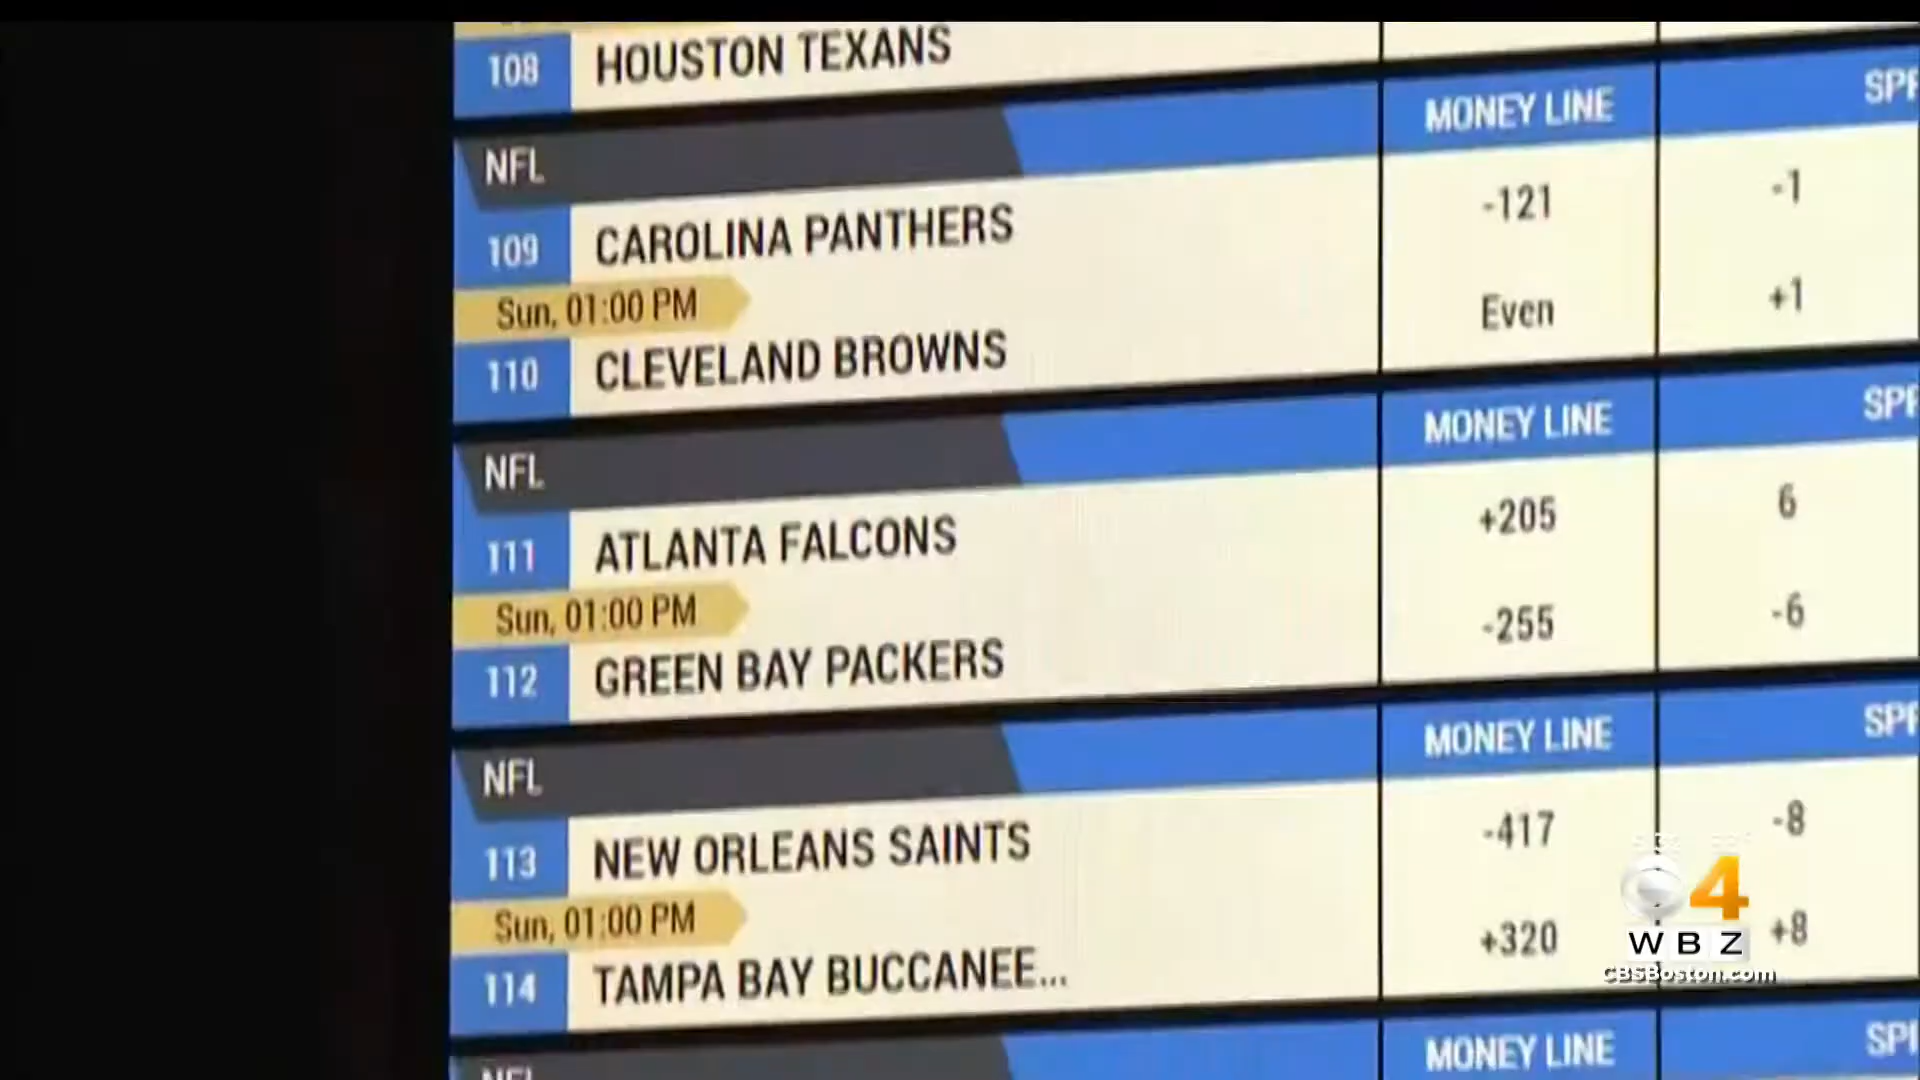 108 HOUSTON TEXANS
MONEY LINE
NFL
109 CAROLINA PANTHERS -121 -1
Sun, 01:00 PM
110 CLEVELAND BROWNS Even +1
MONEY LINE
NFL
111 ATLANTA FALCONS +205 6
Sun, 01:00 PM
112 GREEN BAY PACKERS -255 -6
MONEY LINE
NFL
113 NEW ORLEANS SAINTS -417 -8
Sun, 01:00 PM
114 TAMPA BAY BUCCANEE... +320 +8
MONEY LINE
NFL
4
WBZ
CBSBoston.com